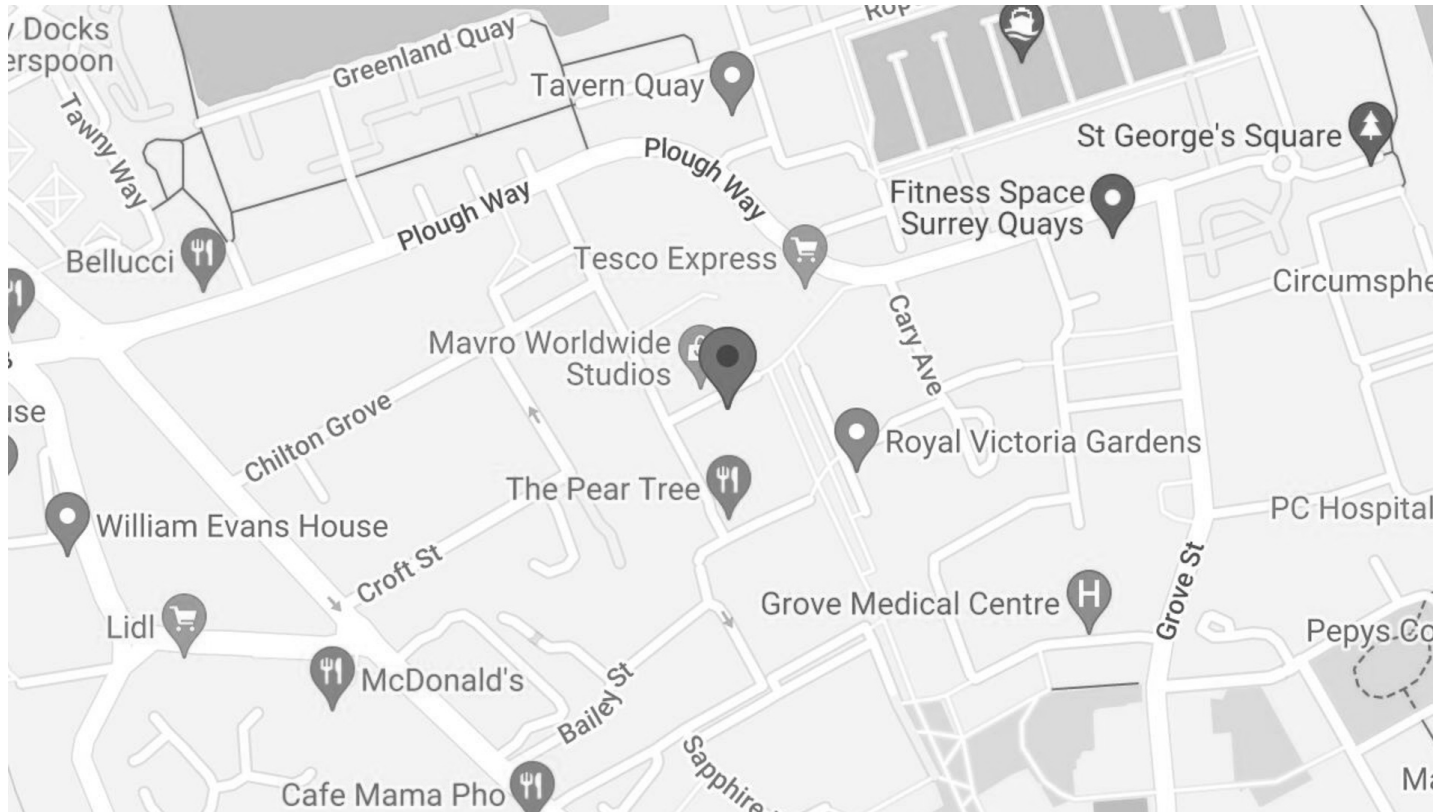 y Docks
erspoon
Greenland Quay
Rop
Tavern Quay
Tawny Way
Plough Way
St George's Square
Plough Way
Fitness Space
Surrey Quays
Bellucci
Tesco Express
Circumsphe
Cary Ave
Mavro Worldwide
Studios
use
Chilton Grove
Royal Victoria Gardens
The Pear Tree
PC Hospital
William Evans House
Croft St
Grove St
H
Grove Medical Centre
Lidl
Pepys Co
McDonald's
Bailey St
Sapphire
Cafe Mama Pho
Ma